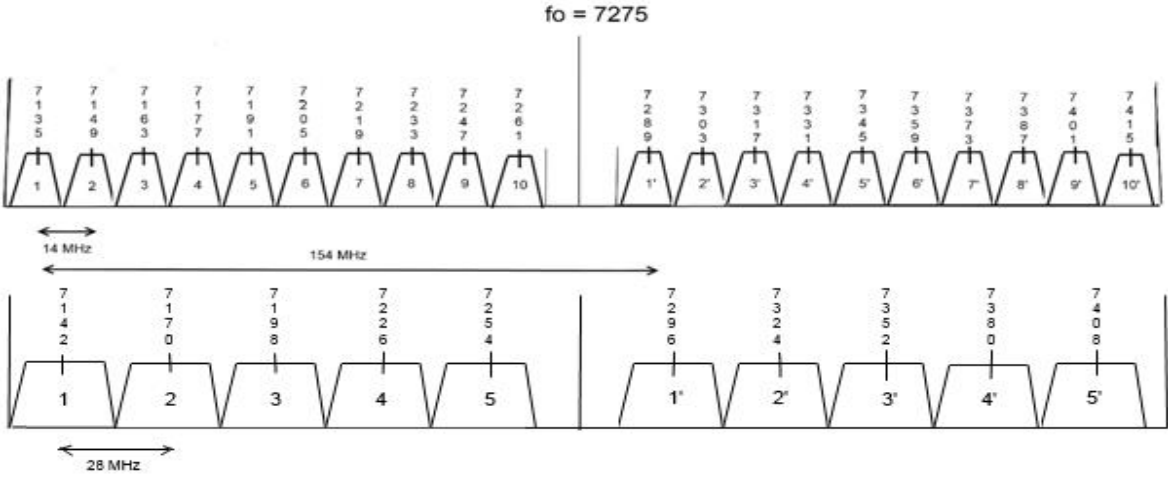 fo = 7275
7135 7149 7163 7177 7191 7205 7219 7233 7247 7261 7289 7303 7317 7331 7345 7359 7373 7387 7401 7415
1 2 3 4 5 6 7 8 9 10 1' 2' 3' 4' 5' 6' 7' 8' 9' 10'
14 MHz
154 MHz
7142 7170 7198 7226 7254 7296 7324 7352 7380 7408
1 2 3 4 5 1' 2' 3' 4' 5'
28 MHz